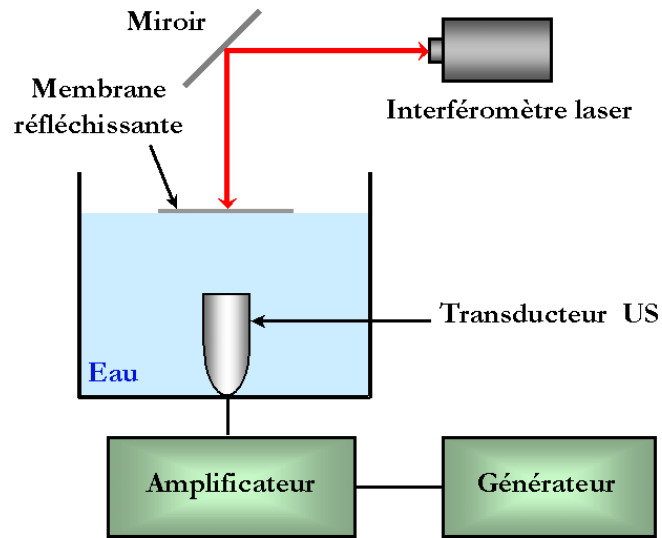 Miroir
Membrane
réfléchissante
Interféromètre laser
Transducteur US
Eau
Amplificateur
Générateur